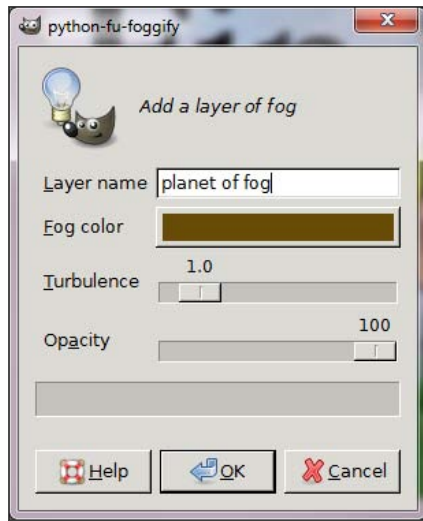 python-fu-foggify
Add a layer of fog
Layer name planet of fog
Fog color
1.0
Turbulence
100
Opacity
Help OK Cancel